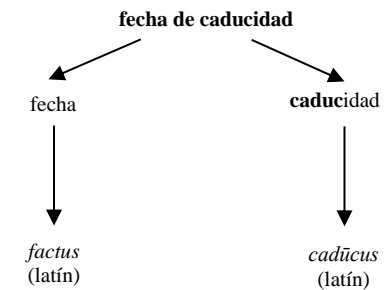 fecha de caducidad
fecha
caducidad
factus
(latín)
cadūcus
(latín)